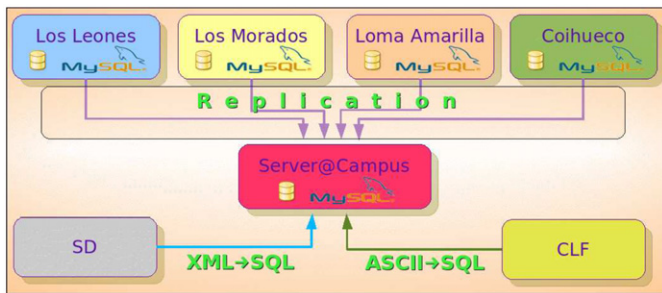 Los Leones
MySQL
Los Morados
MySQL
Loma Amarilla
MySQL
Coihueco
MySQL
Replication
Server@Campus
MySQL
SD
XML→SQL
ASCII→SQL
CLF